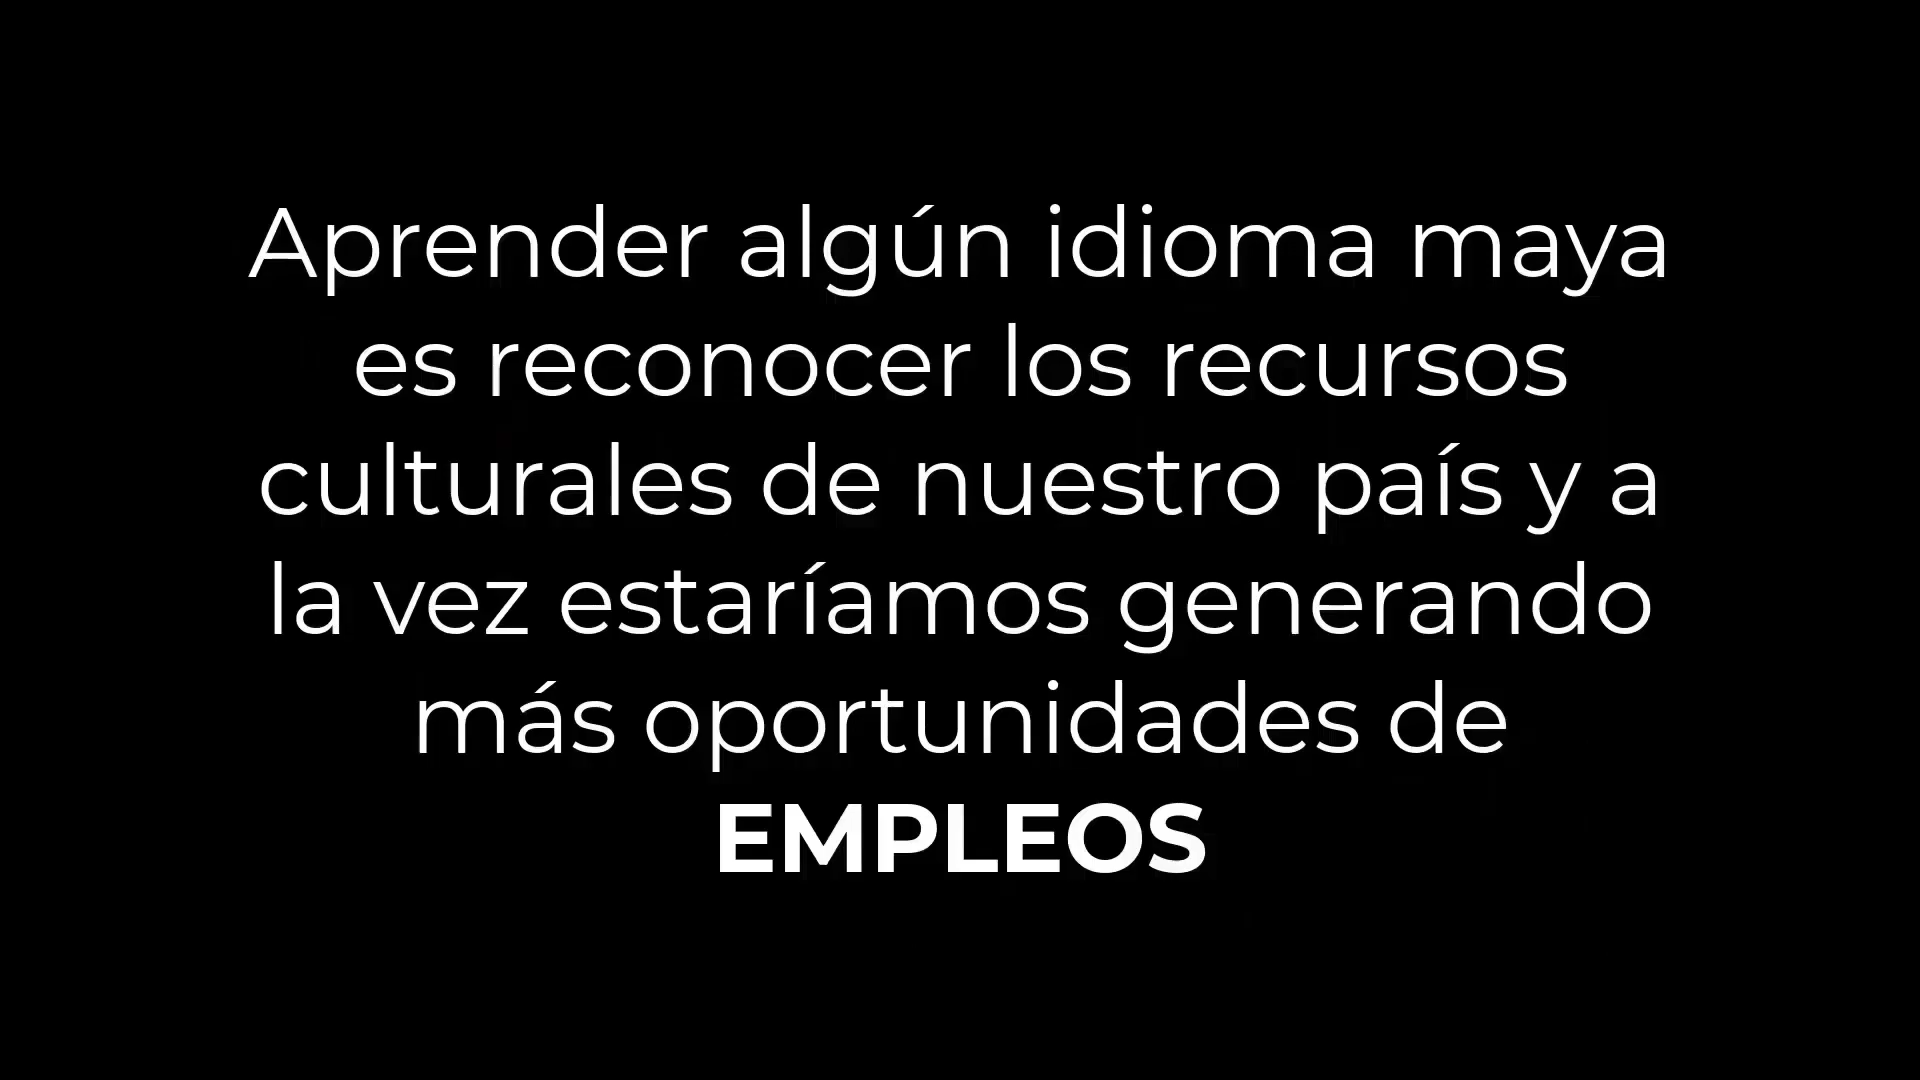 Aprender algún idioma maya
es reconocer los recursos
culturales de nuestro país y a
la vez estaríamos generando
más oportunidades de
EMPLEOS